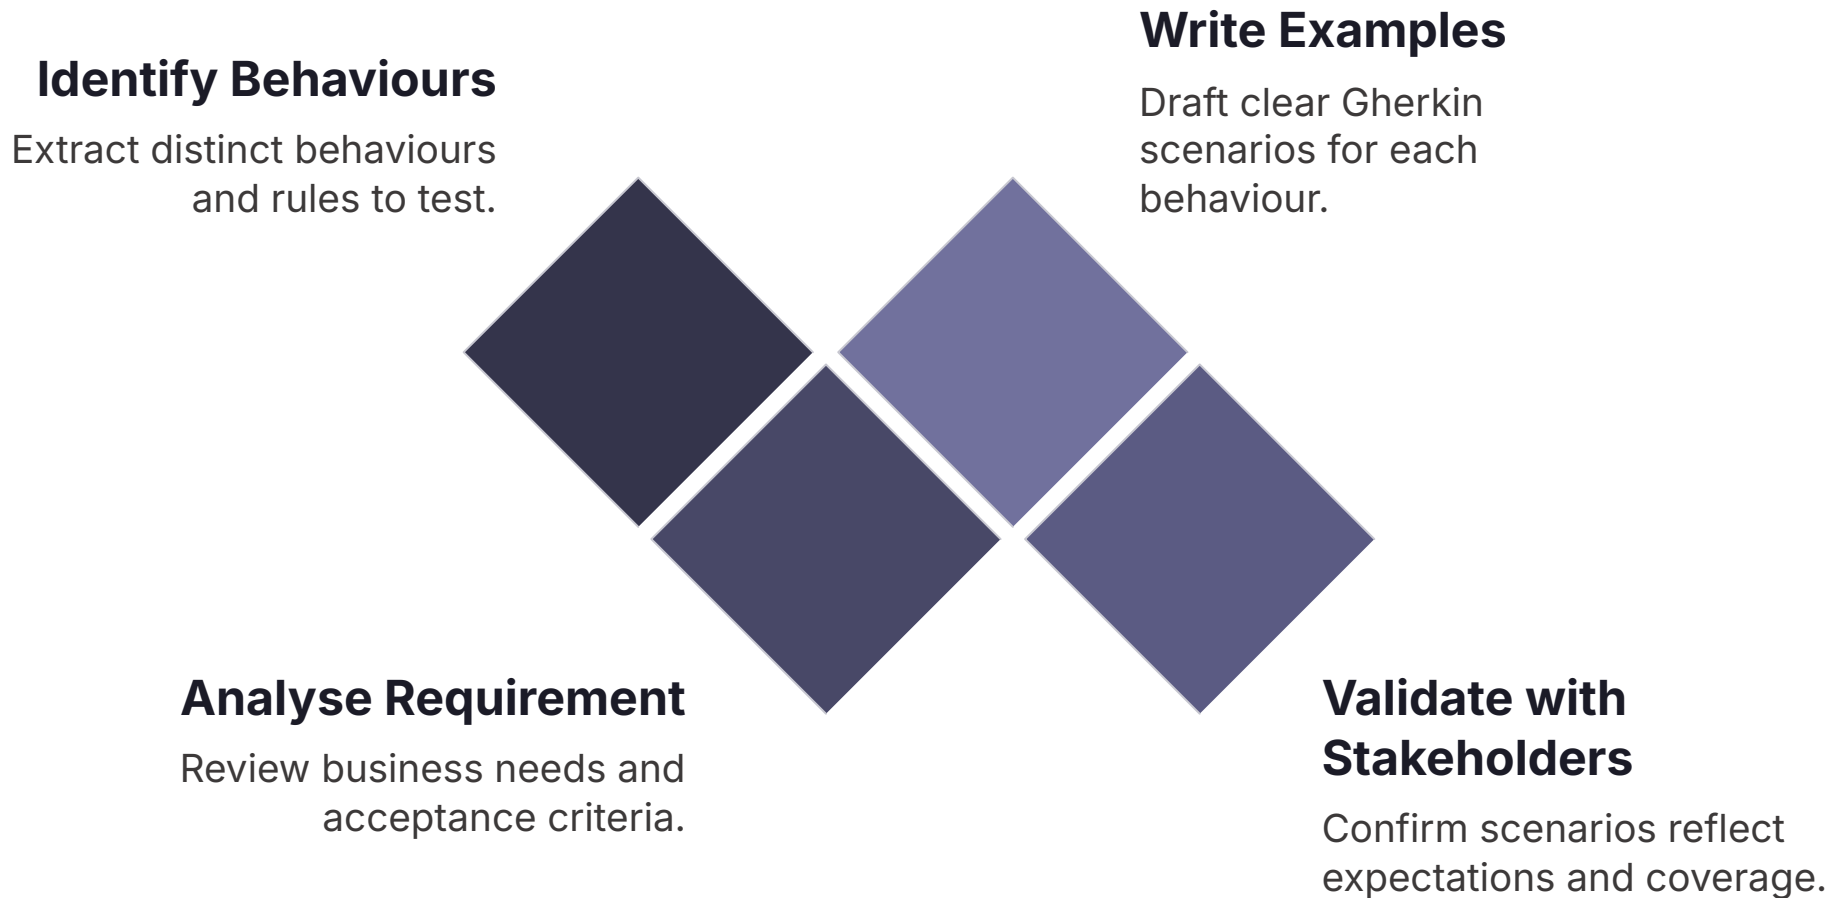 Identify Behaviours
Extract distinct behaviours
and rules to test.
Write Examples
Draft clear Gherkin
scenarios for each
behaviour.
Analyse Requirement
Review business needs and
acceptance criteria.
Validate with
Stakeholders
Confirm scenarios reflect
expectations and coverage.